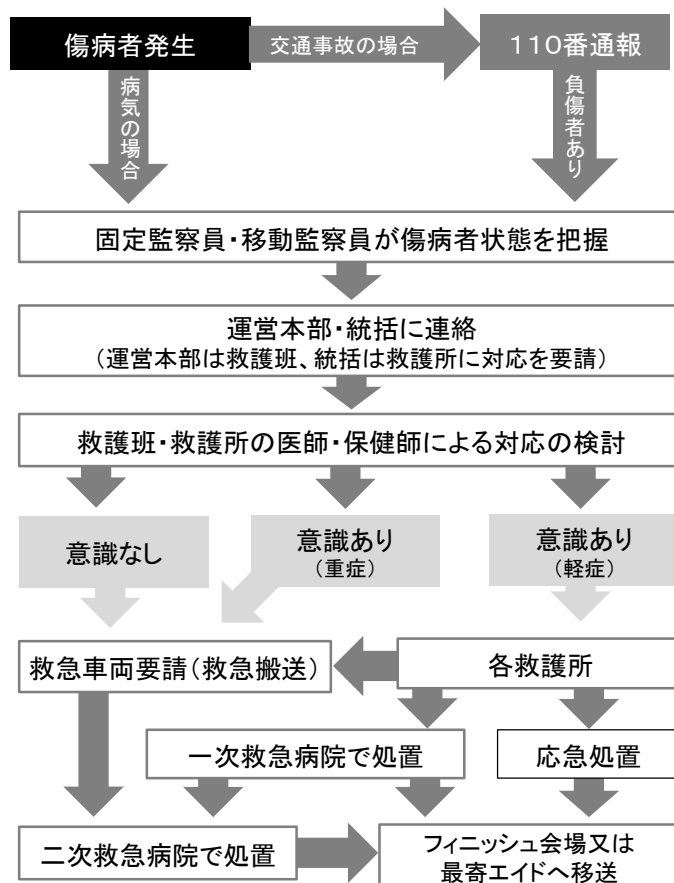 傷病者発生
交通事故の場合
110番通報
病気の場合
負傷者あり
固定監察員・移動監察員が傷病者状態を把握
運営本部・統括に連絡
(運営本部は救護班、統括は救護所に対応を要請)
救護班・救護所の医師・保健師による対応の検討
意識なし
意識あり
(重症)
意識あり
(軽症)
救急車両要請(救急搬送)
各救護所
一次救急病院で処置
応急処置
二次救急病院で処置
フィニッシュ会場又は
最寄エイドへ移送